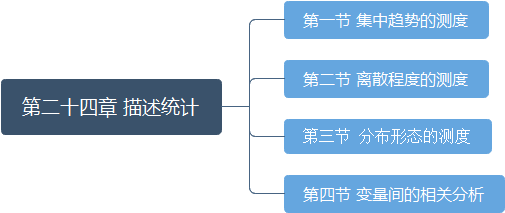 第二十四章 描述统计
第一节 集中趋势的测度
第二节 离散程度的测度
第三节 分布形态的测度
第四节 变量间的相关分析